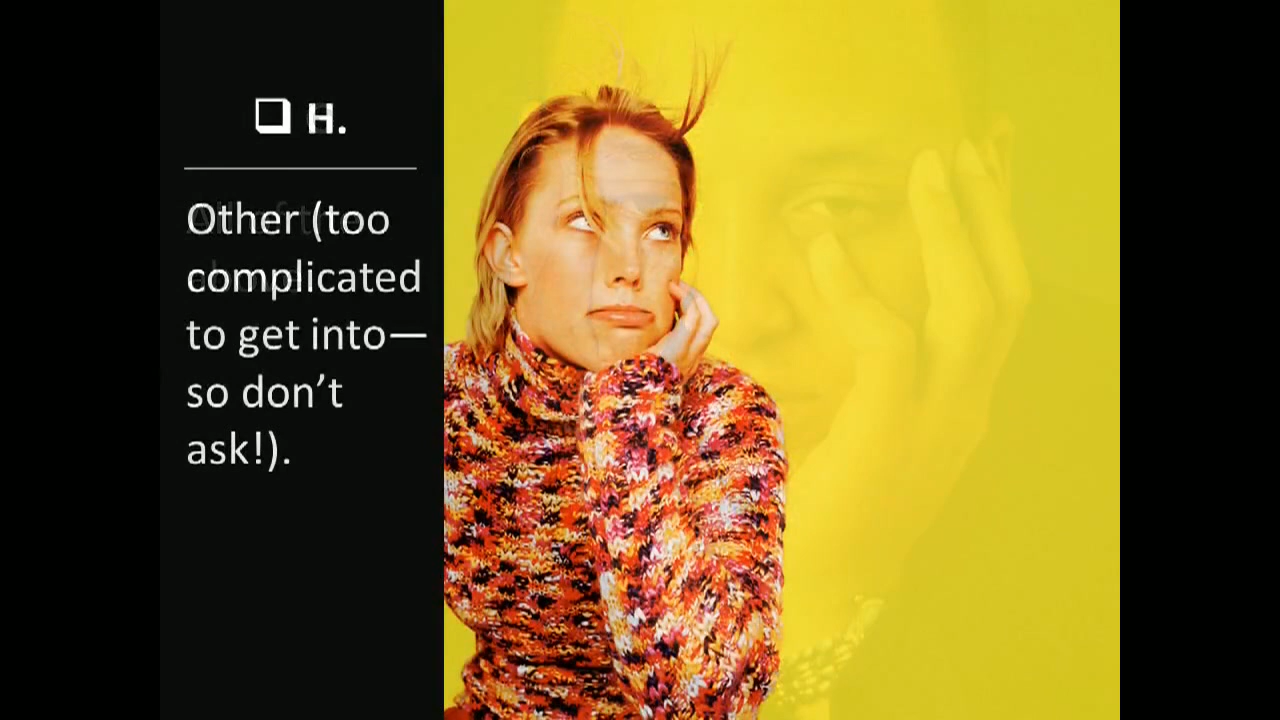 ❑ H.
Other (too
complicated
to get into—
so don’t
ask!).